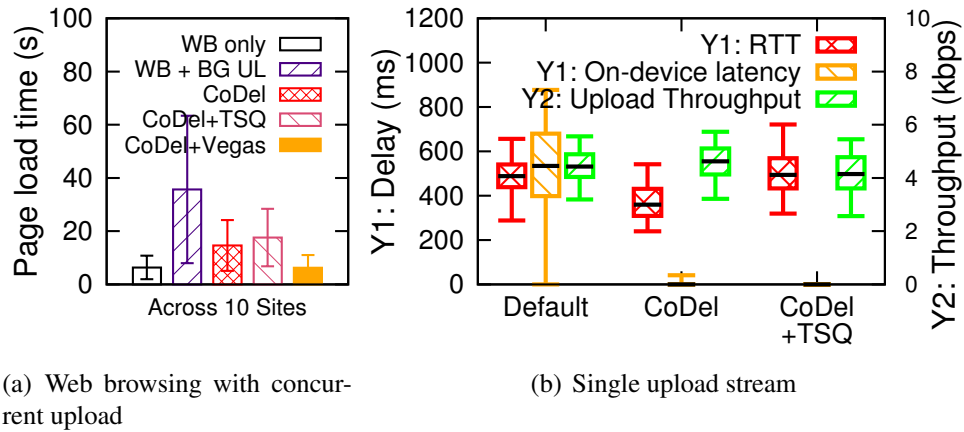 Page load time (s)
100
80
60
40
20
0
WB only
WB + BG UL
CoDel
CoDel+TSQ
CoDel+Vegas
Across 10 Sites
(a) Web browsing with concur-
rent upload
Y1: Delay (ms)
1200
1000
800
600
400
200
0
Y1: RTT
Y1: On-device latency
Y2: Upload Throughput
Default
CoDel
CoDel
+TSQ
10
8
6
4
2
0
Y2: Throughput (kbps)
(b) Single upload stream